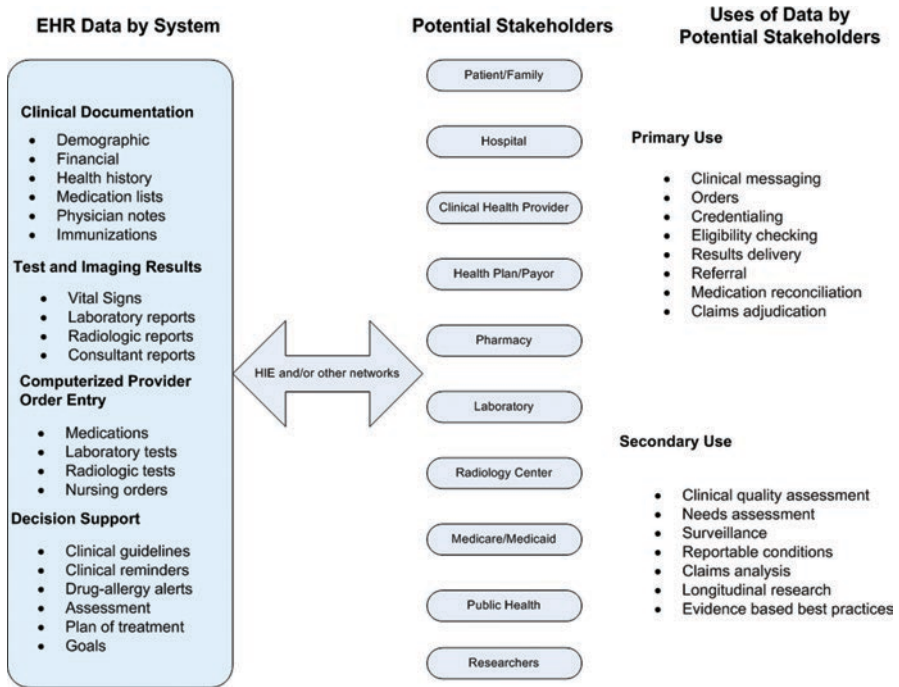 EHR Data by System
Clinical Documentation
• Demographic
• Financial
• Health history
• Medication lists
• Physician notes
• Immunizations
Test and Imaging Results
• Vital Signs
• Laboratory reports
• Radiologic reports
• Consultant reports
Computerized Provider
Order Entry
• Medications
• Laboratory tests
• Radiologic tests
• Nursing orders
Decision Support
• Clinical guidelines
• Clinical reminders
• Drug-allergy alerts
• Assessment
• Plan of treatment
• Goals
HIE and/or other networks
Potential Stakeholders
Patient/Family
Hospital
Clinical Health Provider
Health Plan/Payor
Pharmacy
Laboratory
Radiology Center
Medicare/Medicaid
Public Health
Researchers
Uses of Data by
Potential Stakeholders
Primary Use
• Clinical messaging
• Orders
• Credentialing
• Eligibility checking
• Results delivery
• Referral
• Medication reconciliation
• Claims adjudication
Secondary Use
• Clinical quality assessment
• Needs assessment
• Surveillance
• Reportable conditions
• Claims analysis
• Longitudinal research
• Evidence based best practices